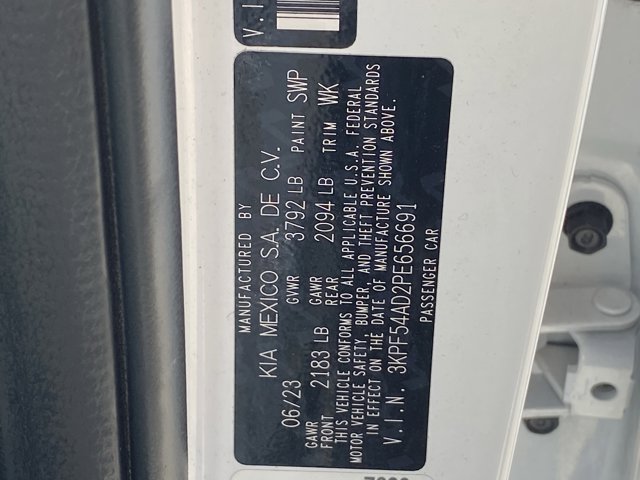 V.I
MANUFACTURED BY
KIA MEXICO S.A. DE C.V.
06/23 GVWR 3792 LB PAINT SWP
GAWR FRONT 2183 LB GAWR REAR 2094 LB TRIM WK
THIS VEHICLE CONFORMS TO ALL APPLICABLE U.S.A. FEDERAL
MOTOR VEHICLE SAFETY, BUMPER, AND THEFT PREVENTION STANDARDS
IN EFFECT ON THE DATE OF MANUFACTURE SHOWN ABOVE.
V.I.N. 3KPF54AD2PE656691
PASSENGER CAR